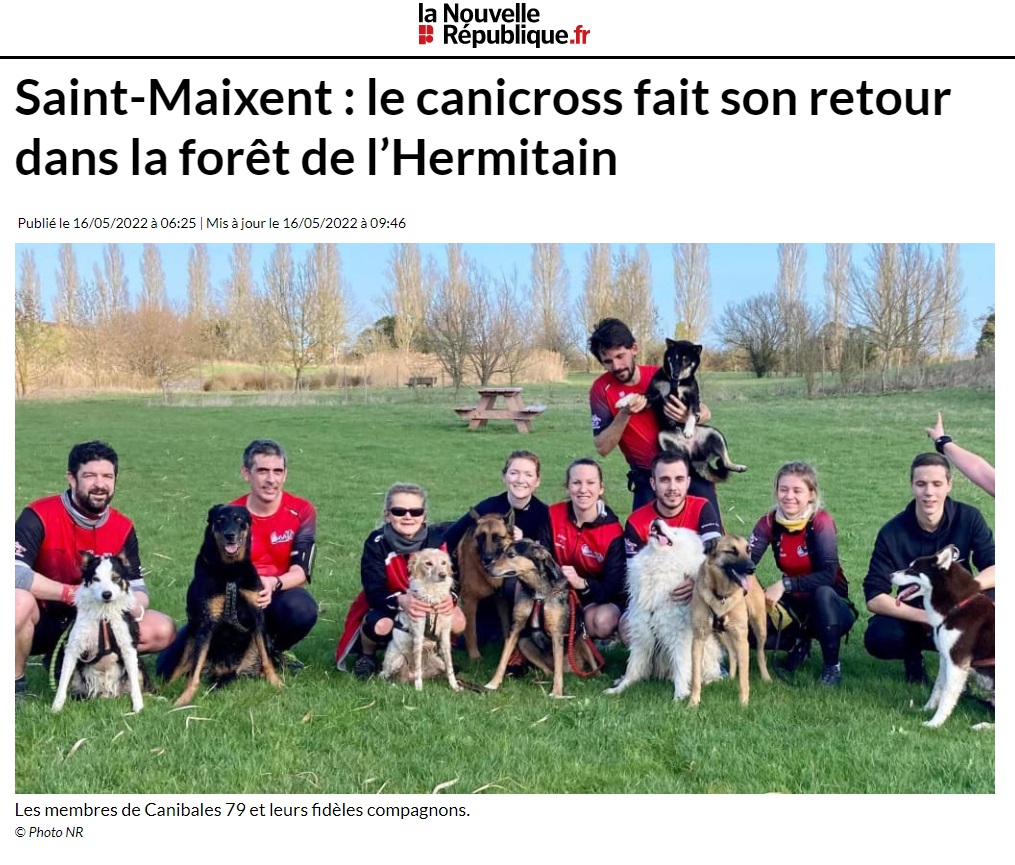 la Nouvelle
République.fr
Saint-Maixent : le canicross fait son retour
dans la forêt de l’Hermitain
Publié le 16/05/2022 à 06:25 | Mis à jour le 16/05/2022 à 09:46
Les membres de Canibales 79 et leurs fidèles compagnons.
© Photo NR